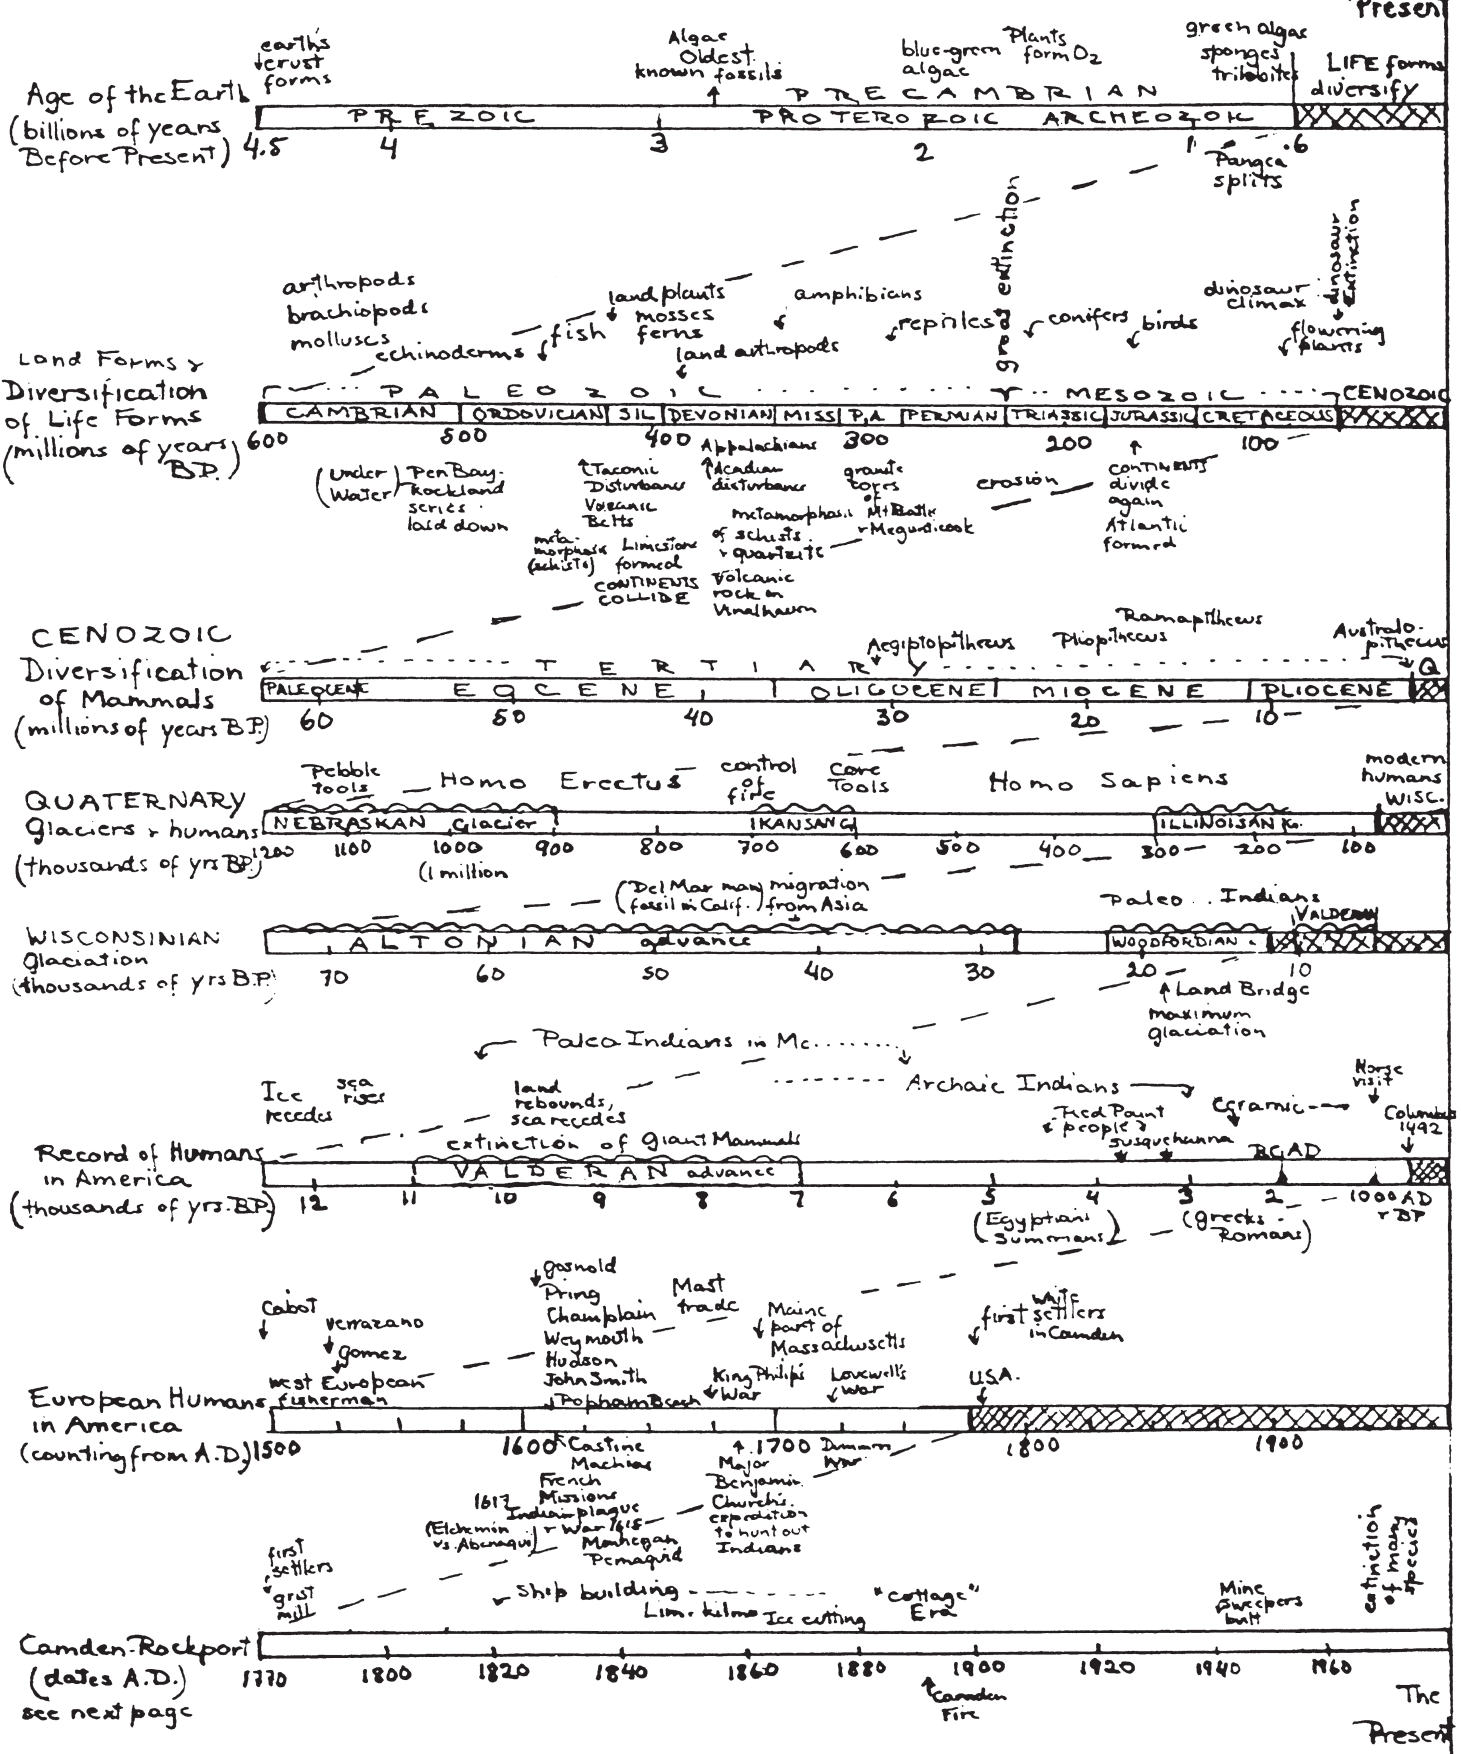 Present
earth's
crust
forms
Algae
Oldest
known fossils
blue-green
algae
Plants
form O2
green algae
sponges
trilobites
LIFE forms
diversify
Age of the Earth
(billions of years
Before Present)
PRECAMBRIAN
PREZOIC
PROTEROZOIC
ARCHEOZOIC
4.5
4
3
2
1
.6
Pangea
splits
great extinction
dinosaur
extinction
arthropods
brachiopods
molluscs
echinoderms
fish
land plants
mosses
ferns
land arthropods
amphibians
reptiles
conifers
birds
dinosaur
climax
flowering
plants
Land Forms &
Diversification
of Life Forms
(millions of years
B.P.)
PALEOZOIC
MESOZOIC
CENOZOIC
CAMBRIAN
ORDOVICIAN
SIL
DEVONIAN
MISS
P,A
PERMIAN
TRIASSIC
JURASSIC
CRETACEOUS
600
500
400
300
200
100
(Under
Water)
Pen Bay-
Rockland
series
laid down
Taconic
Disturbance
Volcanic
Belts
meta-
morphosis
(schists)
Limestone
formed
CONTINENTS
COLLIDE
Appalachians
Acadian
disturbance
metamorphosis
of schists
& quartzite
Volcanic
rock on
Vinalhaven
granite
cores
of
Mt Battie
& Megunticook
erosion
CONTINENTS
divide
again
Atlantic
formed
CENOZOIC
Diversification
of Mammals
(millions of years B.P.)
TERTIARY
Aegiptopithecus
Pliopithecus
Ramapithecus
Australo-
pithecus
Q
PALEOCENE
EOCENE
OLIGOCENE
MIOCENE
PLIOCENE
60
50
40
30
20
10
QUATERNARY
Glaciers & humans
(thousands of yrs BP)
Pebble
tools
Homo Erectus
control
of
fire
Core
Tools
Homo Sapiens
modern
humans
WISC.
NEBRASKAN Glacier
KANSAN G
ILLINOISAN G.
1200
1100
1000
900
800
700
600
500
400
300
200
100
(1 million
WISCONSINIAN
Glaciation
(thousands of yrs B.P.)
(Del Mar man
fossil in Calif.)
migration
from Asia
Paleo.. Indians
VALDERAN
ALTONIAN advance
WOODFORDIAN
70
60
50
40
30
20
10
Land Bridge
maximum
glaciation
Paleo Indians in Me.
Archaic Indians
Ice
recedes
sea
rises
land
rebounds,
sea recedes
extinction of Giant Mammals
Red Paint
people?
Susquehanna
Ceramic
Norse
visit
Columbus
1492
BC AD
Record of Humans
in America
(thousands of yrs. B.P.)
VALDERAN advance
12
11
10
9
8
7
6
5
4
3
2
1000 AD
& BP
(Egyptians
Sumerians)
(Greeks -
Romans)
Cabot
Verrazano
Gomez
west European
fisherman
Gosnold
Pring
Champlain
Weymouth
Hudson
John Smith
Popham Beach
Mast
trade
Maine
part of
Massachusetts
King Philip's
War
Lovewell's
War
first white
settlers
in Camden
U.S.A.
European Humans
in America
(counting from A.D.)
1500
1600
1700
1800
1900
Castine
Machias
French
Missions
1617
Indian plague
(Etchemin
vs. Abenaqui)
& War 1615
Monhegan
Pemaquid
Major
Benjamin
Church's
expedition
to hunt out
Indians
Dummers
War
first
settlers
grist
mill
Ship building
Lime kilns
Ice cutting
"Cottage"
Era
Mine
Sweepers
built
extinction
of many
species
Camden-Rockport
(dates A.D.)
see next page
1770
1800
1820
1840
1860
1880
1900
1920
1940
1960
Camden
Fire
The
Present